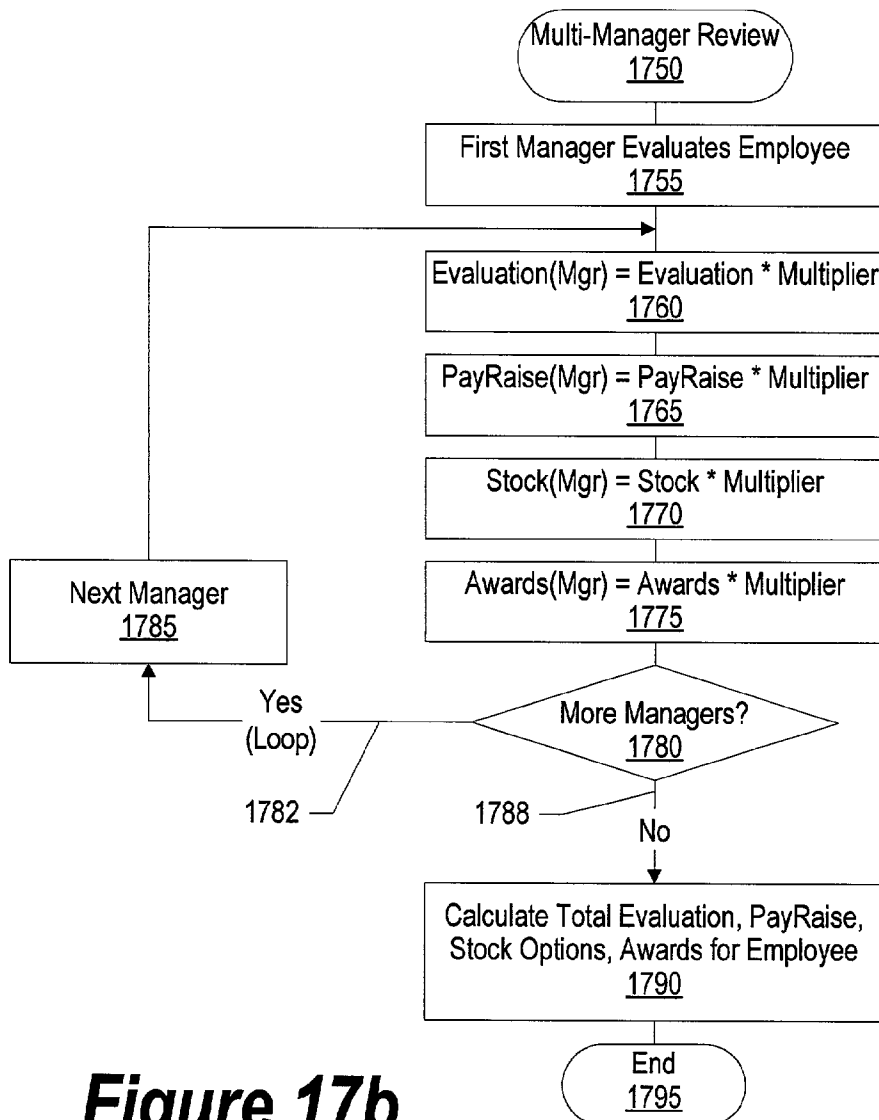 Multi-Manager Review
1750
First Manager Evaluates Employee
1755
Evaluation(Mgr) = Evaluation * Multiplier
1760
PayRaise(Mgr) = PayRaise * Multiplier
1765
Stock(Mgr) = Stock * Multiplier
1770
Awards(Mgr) = Awards * Multiplier
1775
Next Manager
1785
Yes
(Loop)
More Managers?
1780
1782
1788
No
Calculate Total Evaluation, PayRaise,
Stock Options, Awards for Employee
1790
End
1795
Figure 17b